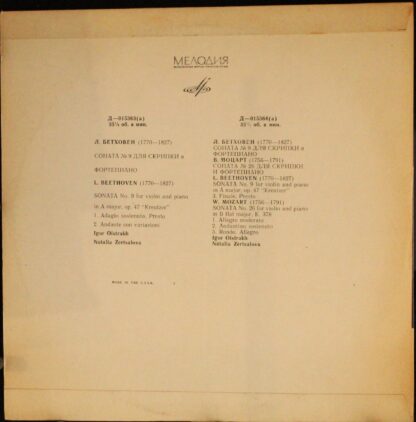 МЕЛОДИЯ
Д—015365(а)
33⅓ об. в мин.
Л. БЕТХОВЕН (1770—1827)
СОНАТА № 9 ДЛЯ СКРИПКИ и
ФОРТЕПИАНО
L. BEETHOVEN (1770—1827)
SONATA No. 9 for violin and piano
in A major, op. 47 "Kreutzer"
1. Adagio sostenuto. Presto
2. Andante con variazioni
Igor Oistrakh
Natalia Zertsalova
MADE IN THE U.S.S.R.
Д—015366(а)
33⅓ об. в мин.
Л. БЕТХОВЕН (1770—1827)
СОНАТА № 9 ДЛЯ СКРИПКИ и
ФОРТЕПИАНО
В. МОЦАРТ (1756—1791)
СОНАТА № 26 ДЛЯ СКРИПКИ
И ФОРТЕПИАНО
L. BEETHOVEN (1770—1827)
SONATA No. 9 for violin and piano
in A major, op. 47 "Kreutzer"
3. Finale. Presto
W. MOZART (1756—1791)
SONATA No. 26 for violin and piano
in B flat major, K. 378
1. Allegro moderato
2. Andantino sostenuto
3. Rondo. Allegro
Igor Oistrakh
Natalia Zertsalova